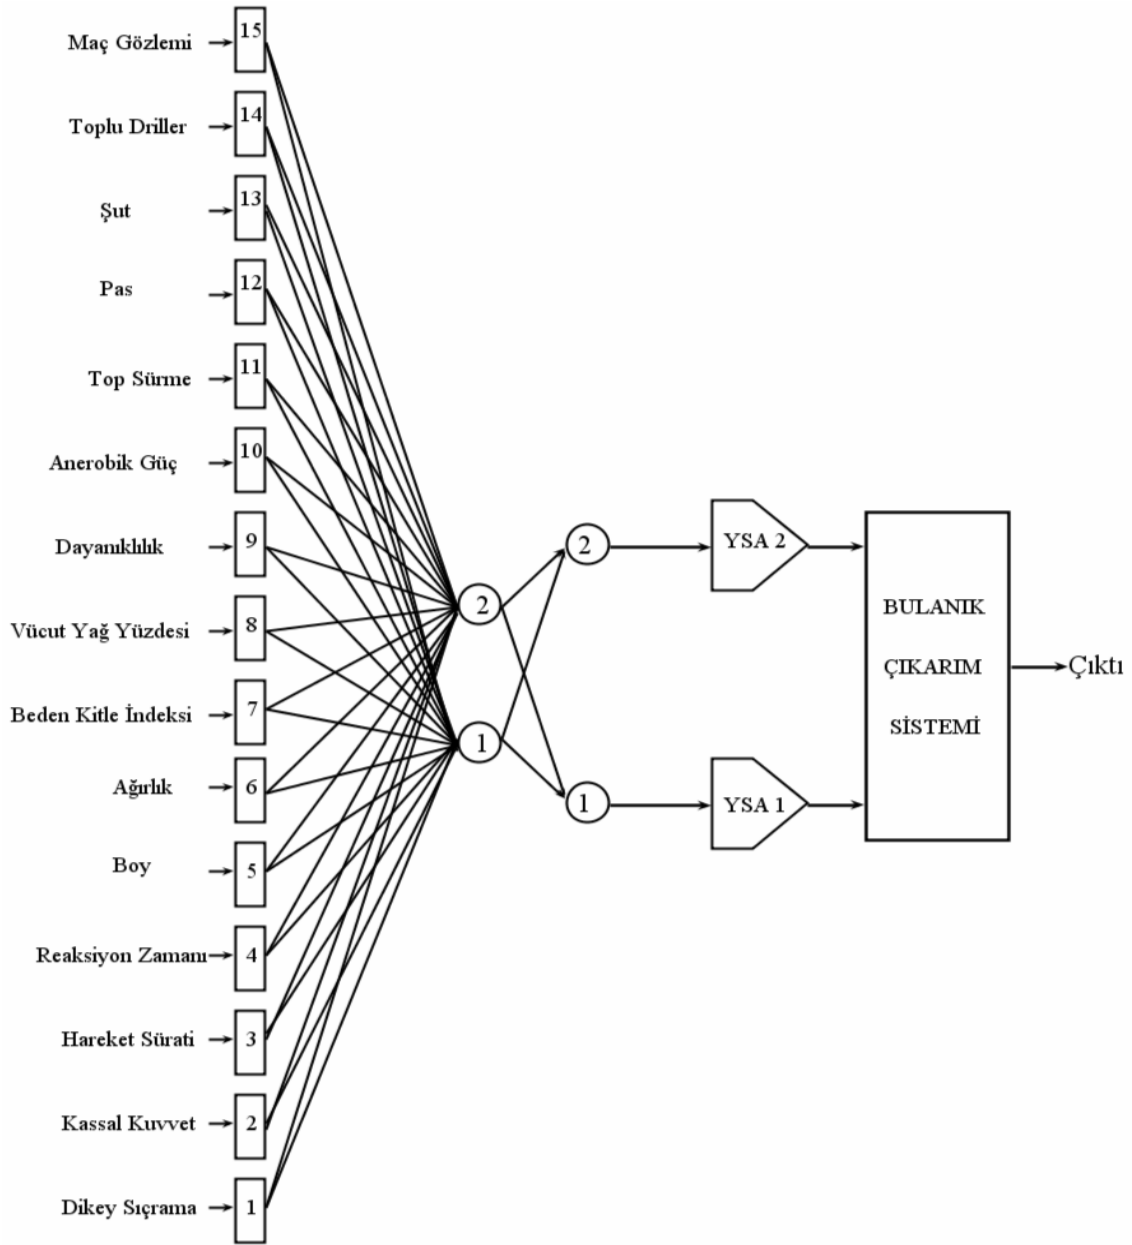 Maç Gözlemi 15
Toplu Driller 14
Şut 13
Pas 12
Top Sürme 11
Anerobik Güç 10
Dayanıklılık 9
Vücut Yağ Yüzdesi 8
Beden Kitle İndeksi 7
Ağırlık 6
Boy 5
Reaksiyon Zamanı 4
Hareket Sürati 3
Kassal Kuvvet 2
Dikey Sıçrama 1
2
1
2
1
YSA 2
YSA 1
BULANIK
ÇIKARIM
SİSTEMİ
Çıktı